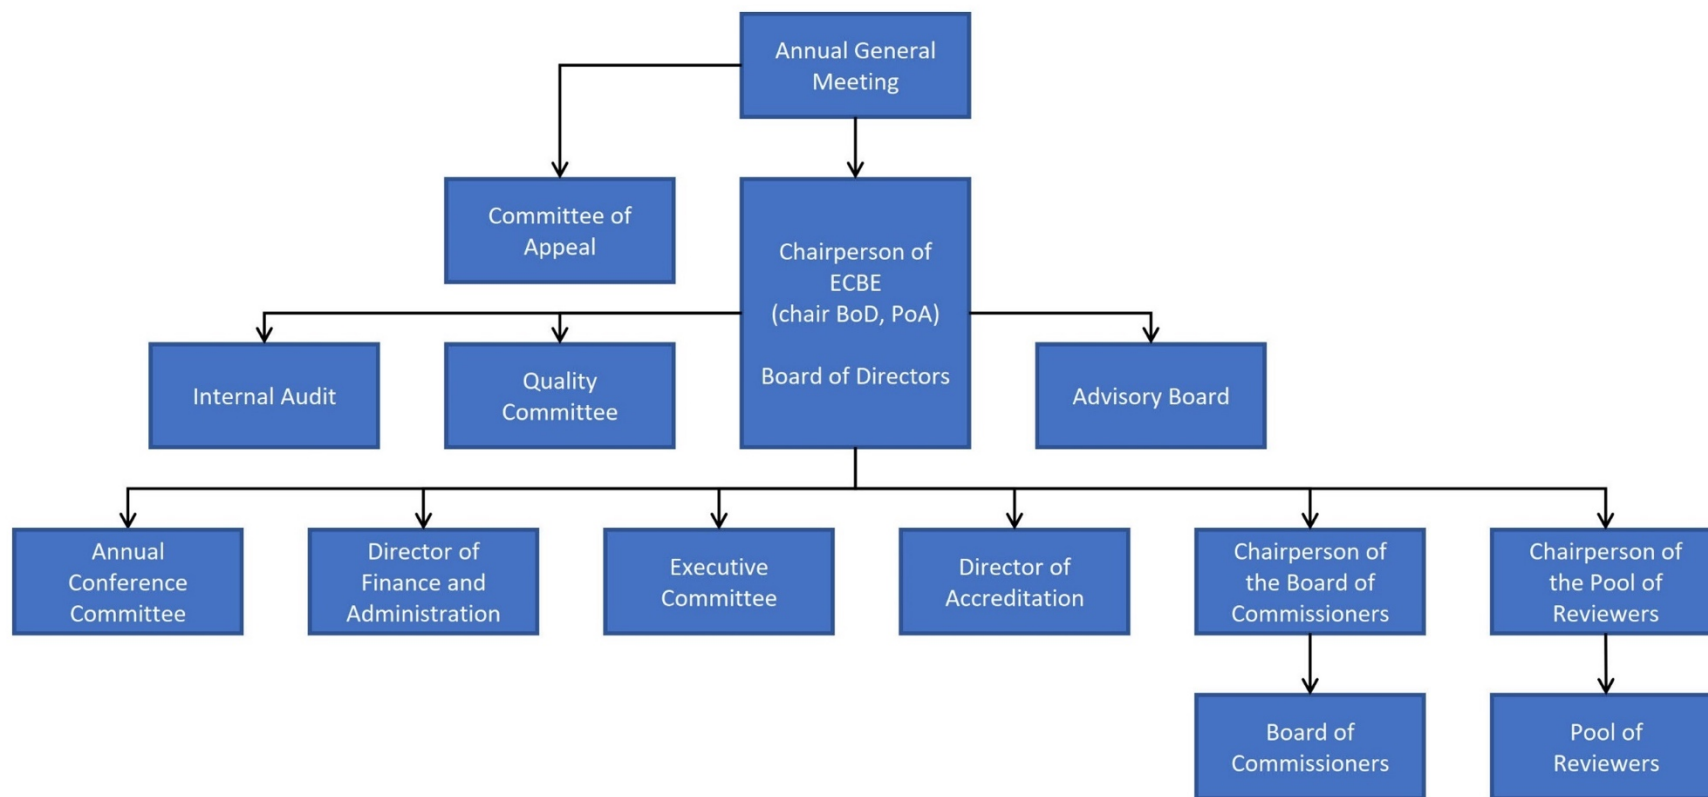 Annual General
Meeting
Committee of
Appeal
Chairperson of
ECBE
(chair BoD, PoA)
Board of Directors
Internal Audit
Quality
Committee
Advisory Board
Annual
Conference
Committee
Director of
Finance and
Administration
Executive
Committee
Director of
Accreditation
Chairperson of
the Board of
Commissioners
Chairperson of
the Pool of
Reviewers
Board of
Commissioners
Pool of
Reviewers